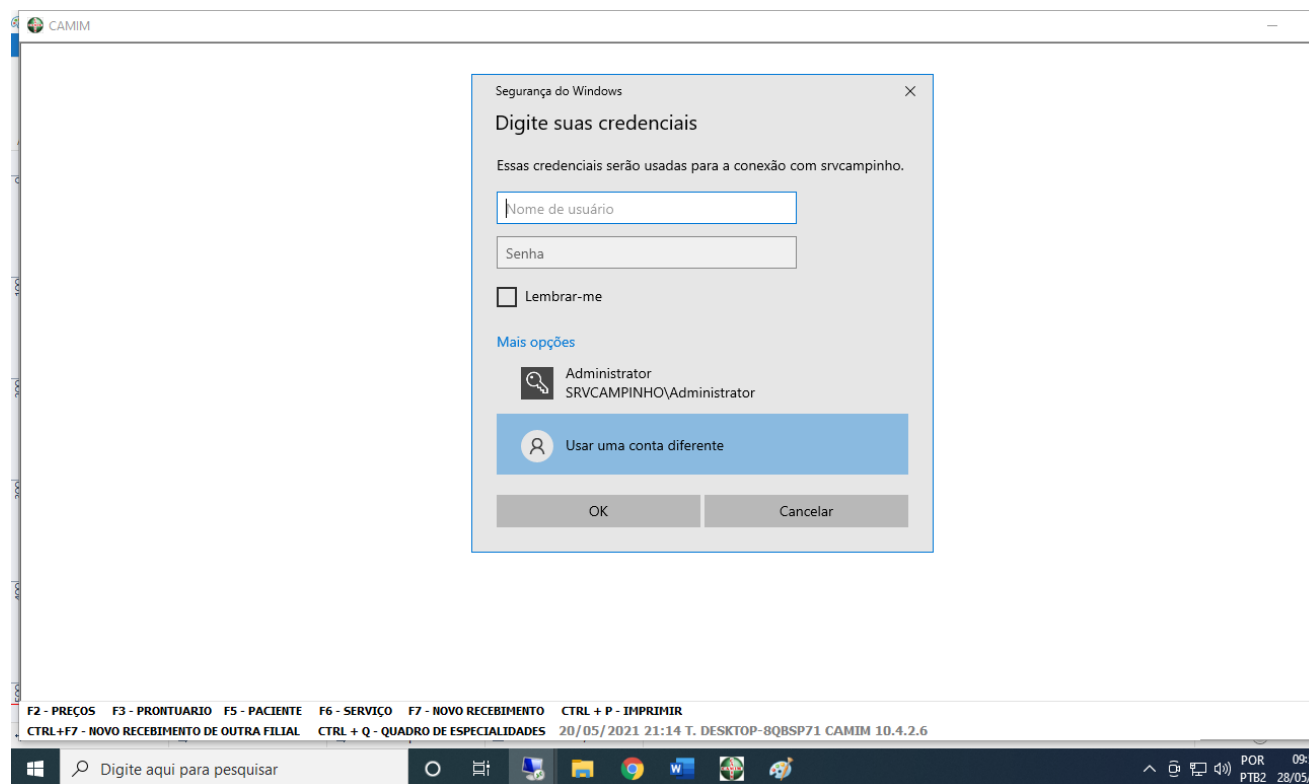 CAMIM
Segurança do Windows
Digite suas credenciais
Essas credenciais serão usadas para a conexão com srvcampinho.
Nome de usuário
Senha
Lembrar-me
Mais opções
Administrator
SRVCAMPINHO\Administrator
Usar uma conta diferente
OK Cancelar
F2 - PREÇOS F3 - PRONTUARIO F5 - PACIENTE F6 - SERVIÇO F7 - NOVO RECEBIMENTO CTRL + P - IMPRIMIR
CTRL+F7 - NOVO RECEBIMENTO DE OUTRA FILIAL CTRL + Q - QUADRO DE ESPECIALIDADES 20/05/2021 21:14 T. DESKTOP-8QBSP71 CAMIM 10.4.2.6
Digite aqui para pesquisar
POR 09:
PTB2 28/05/